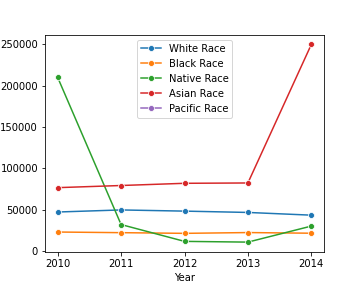 250000
200000
150000
100000
50000
0
White Race
Black Race
Native Race
Asian Race
Pacific Race
2010 2011 2012 2013 2014
Year